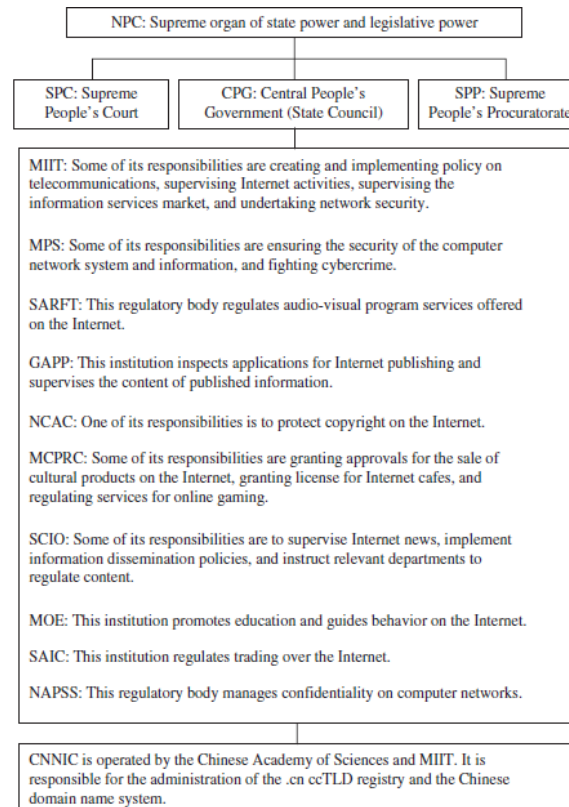 NPC: Supreme organ of state power and legislative power
SPC: Supreme
People's Court
CPG: Central People's
Government (State Council)
SPP: Supreme
People's Procuratorate
MIIT: Some of its responsibilities are creating and implementing policy on
telecommunications, supervising Internet activities, supervising the
information services market, and undertaking network security.
MPS: Some of its responsibilities are ensuring the security of the computer
network system and information, and fighting cybercrime.
SARFT: This regulatory body regulates audio-visual program services offered
on the Internet.
GAPP: This institution inspects applications for Internet publishing and
supervises the content of published information.
NCAC: One of its responsibilities is to protect copyright on the Internet.
MCPRC: Some of its responsibilities are granting approvals for the sale of
cultural products on the Internet, granting license for Internet cafes, and
regulating services for online gaming.
SCIO: Some of its responsibilities are to supervise Internet news, implement
information dissemination policies, and instruct relevant departments to
regulate content.
MOE: This institution promotes education and guides behavior on the Internet.
SAIC: This institution regulates trading over the Internet.
NAPSS: This regulatory body manages confidentiality on computer networks.
CNNIC is operated by the Chinese Academy of Sciences and MIIT. It is
responsible for the administration of the .cn ccTLD registry and the Chinese
domain name system.